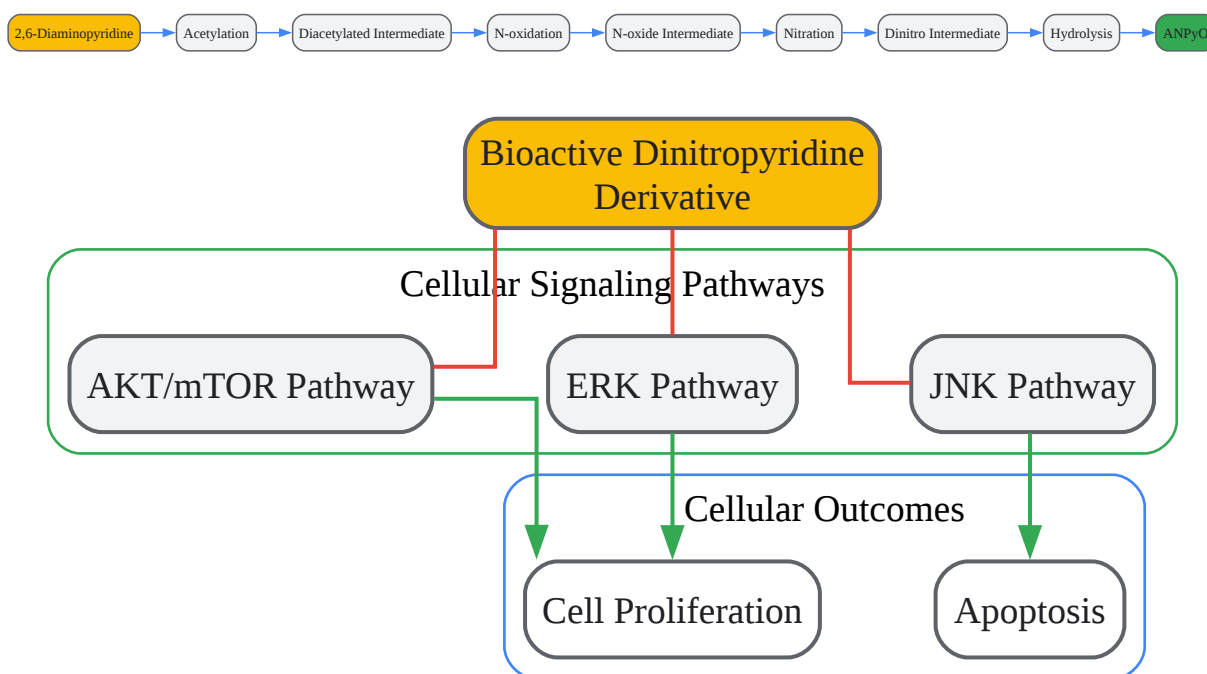 2,6-Diaminopyridine
Acetylation
Diacetylated Intermediate
N-oxidation
N-oxide Intermediate
Nitration
Dinitro Intermediate
Hydrolysis
ANPyO
Bioactive Dinitropyridine
Derivative
Cellular Signaling Pathways
AKT/mTOR Pathway
ERK Pathway
JNK Pathway
Cellular Outcomes
Cell Proliferation
Apoptosis